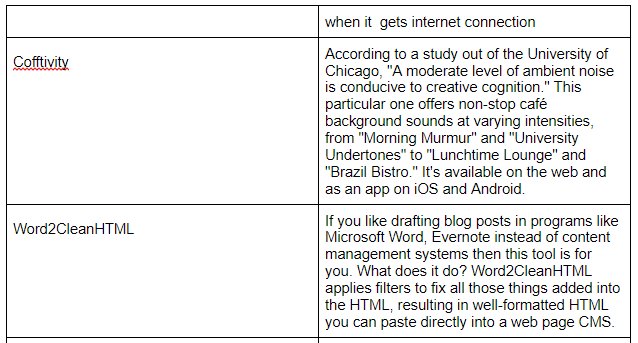 when it  gets internet connection
Cofftivity
According to a study out of the University of
Chicago, "A moderate level of ambient noise
is conducive to creative cognition." This
particular one offers non-stop café
background sounds at varying intensities,
from "Morning Murmur" and "University
Undertones" to "Lunchtime Lounge" and
"Brazil Bistro." It's available on the web and
as an app on iOS and Android.
Word2CleanHTML
If you like drafting blog posts in programs like
Microsoft Word, Evernote instead of content
management systems then this tool is for
you. What does it do? Word2CleanHTML
applies filters to fix all those things added into
the HTML, resulting in well-formatted HTML
you can paste directly into a web page CMS.